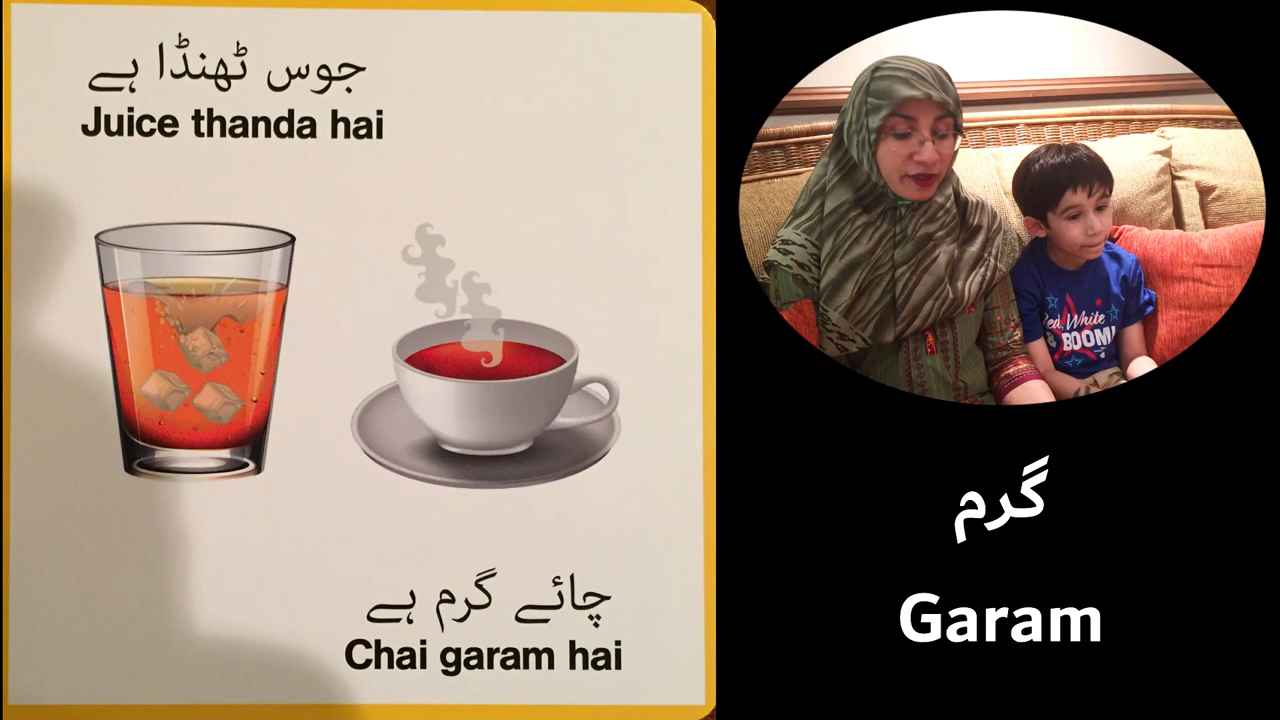 جوس ٹھنڈا ہے
Juice thanda hai
چائے گرم ہے
Chai garam hai
Red, White
& BOOM!
گرم
Garam